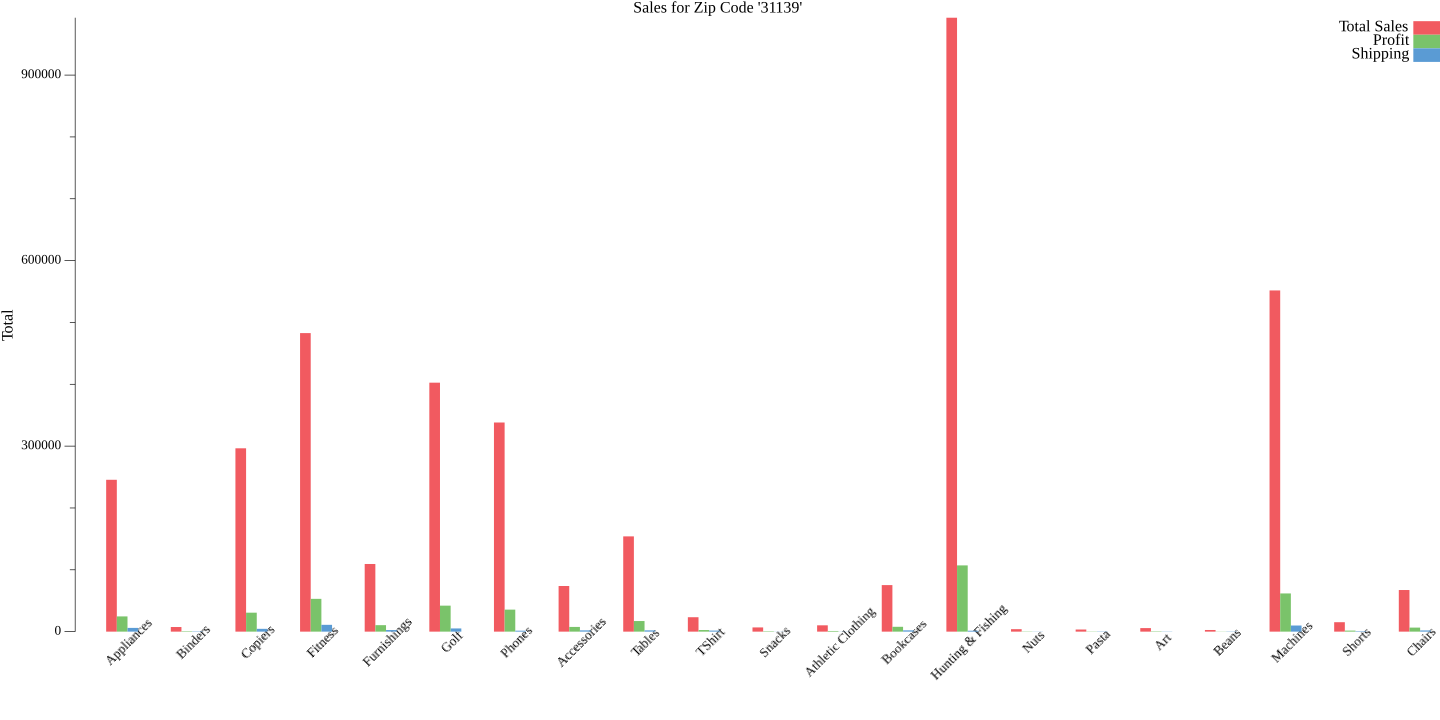 Sales for Zip Code '31139'
Total Sales
Profit
Shipping
900000
600000
300000
0
Total
Appliances
Binders
Copiers
Fitness
Furnishings
Golf
Phones
Accessories
Tables
TShirt
Snacks
Athletic Clothing
Bookcases
Hunting & Fishing
Nuts
Pasta
Art
Beans
Machines
Shorts
Chairs